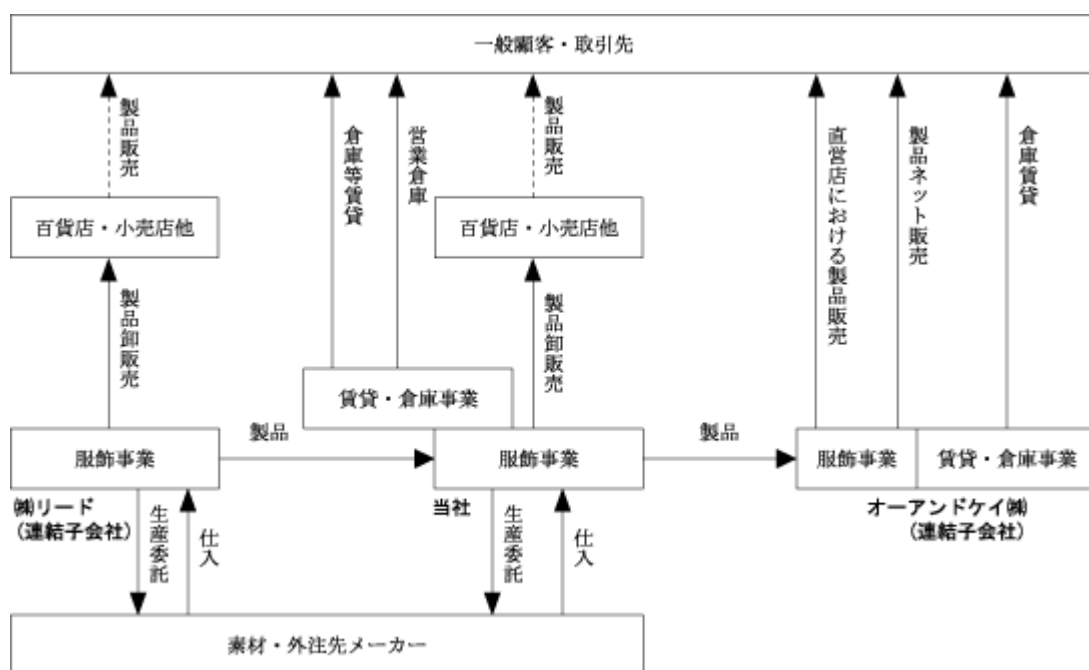 一般顧客・取引先
製品販売
倉庫等賃貸
営業倉庫
製品販売
直営店における製品販売
製品ネット販売
倉庫賃貸
百貨店・小売店他
百貨店・小売店他
製品卸販売
製品卸販売
賃貸・倉庫事業
服飾事業
製品
服飾事業
製品
服飾事業
賃貸・倉庫事業
㈱リード
（連結子会社）
当社
オーアンドケイ㈱
（連結子会社）
生産委託
仕入
生産委託
仕入
素材・外注先メーカー